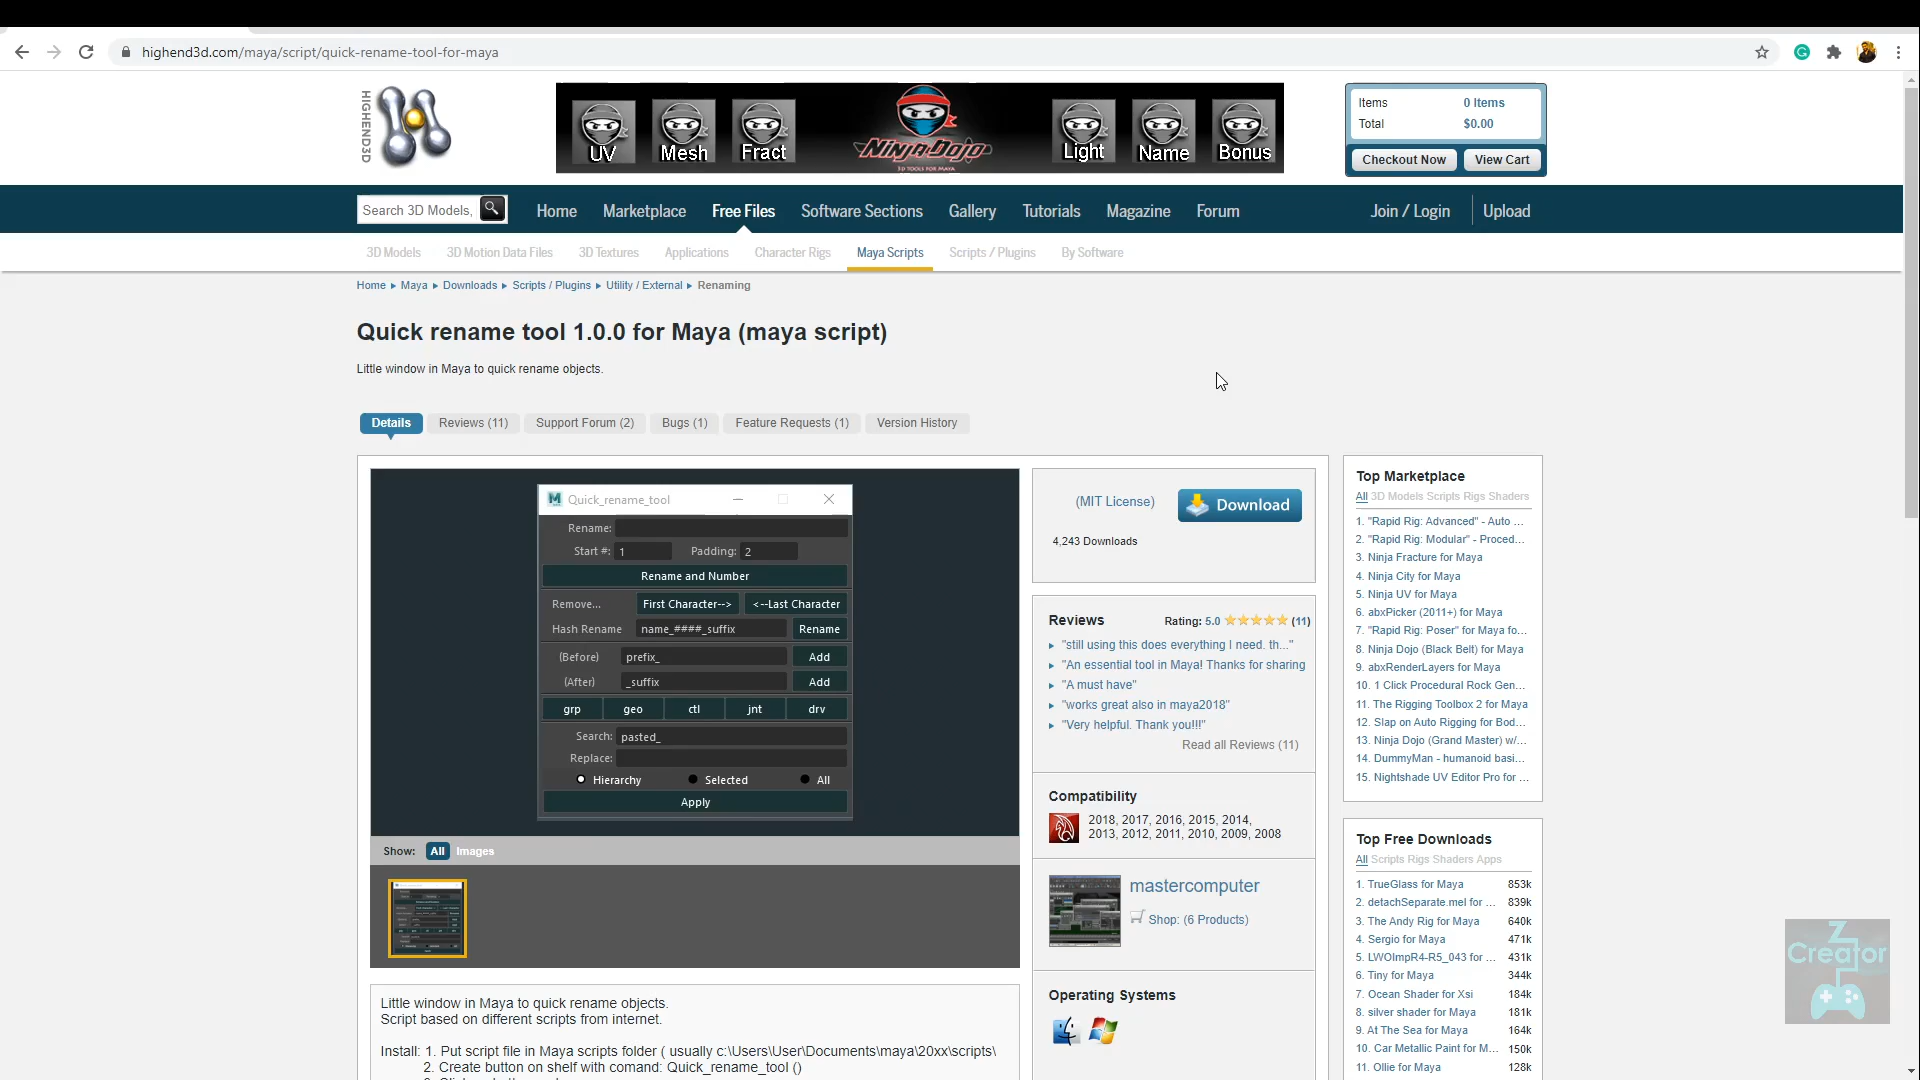 highend3d.com/maya/script/quick-rename-tool-for-maya
HIGHEND3D
UV
Mesh
Fract
NinjaDojo
3D TOOLS FOR MAYA
Light
Name
Bonus
Items 0 Items
Total $0.00
Checkout Now View Cart
Search 3D Models,
Home Marketplace Free Files Software Sections Gallery Tutorials Magazine Forum Join / Login Upload
3D Models 3D Motion Data Files 3D Textures Applications Character Rigs Maya Scripts Scripts / Plugins By Software
Home Maya Downloads Scripts / Plugins Utility / External Renaming
Quick rename tool 1.0.0 for Maya (maya script)
Little window in Maya to quick rename objects.
Details Reviews (11) Support Forum (2) Bugs (1) Feature Requests (1) Version History
Quick_rename_tool
Rename:
Start #: 1 Padding: 2
Rename and Number
Remove... First Character--> <--Last Character
Hash Rename name_####_suffix Rename
(Before) prefix_ Add
(After) _suffix Add
grp geo ctl jnt drv
Search: pasted_
Replace:
Hierarchy Selected All
Apply
Show: All Images
Little window in Maya to quick rename objects.
Script based on different scripts from internet.
Install: 1. Put script file in Maya scripts folder ( usually c:\Users\User\Documents\maya\20xx\scripts\
2. Create button on shelf with comand: Quick_rename_tool ()
(MIT License) Download
4,243 Downloads
Reviews Rating: 5.0 (11)
"still using this does everything I need. th..."
"An essential tool in Maya! Thanks for sharing
"A must have"
"works great also in maya2018"
"Very helpful. Thank you!!!"
Read all Reviews (11)
Compatibility
2018, 2017, 2016, 2015, 2014,
2013, 2012, 2011, 2010, 2009, 2008
mastercomputer
Shop: (6 Products)
Operating Systems
Top Marketplace
All 3D Models Scripts Rigs Shaders
1. "Rapid Rig: Advanced" - Auto ...
2. "Rapid Rig: Modular" - Proced...
3. Ninja Fracture for Maya
4. Ninja City for Maya
5. Ninja UV for Maya
6. abxPicker (2011+) for Maya
7. "Rapid Rig: Poser" for Maya fo...
8. Ninja Dojo (Black Belt) for Maya
9. abxRenderLayers for Maya
10. 1 Click Procedural Rock Gen...
11. The Rigging Toolbox 2 for Maya
12. Slap on Auto Rigging for Bod...
13. Ninja Dojo (Grand Master) w/...
14. DummyMan - humanoid basi...
15. Nightshade UV Editor Pro for ...
Top Free Downloads
All Scripts Rigs Shaders Apps
1. TrueGlass for Maya 853k
2. detachSeparate.mel for ... 839k
3. The Andy Rig for Maya 640k
4. Sergio for Maya 471k
5. LWOImpR4-R5_043 for ... 431k
6. Tiny for Maya 344k
7. Ocean Shader for Xsi 184k
8. silver shader for Maya 181k
9. At The Sea for Maya 164k
10. Car Metallic Paint for M... 150k
11. Ollie for Maya 128k
Z
Creator